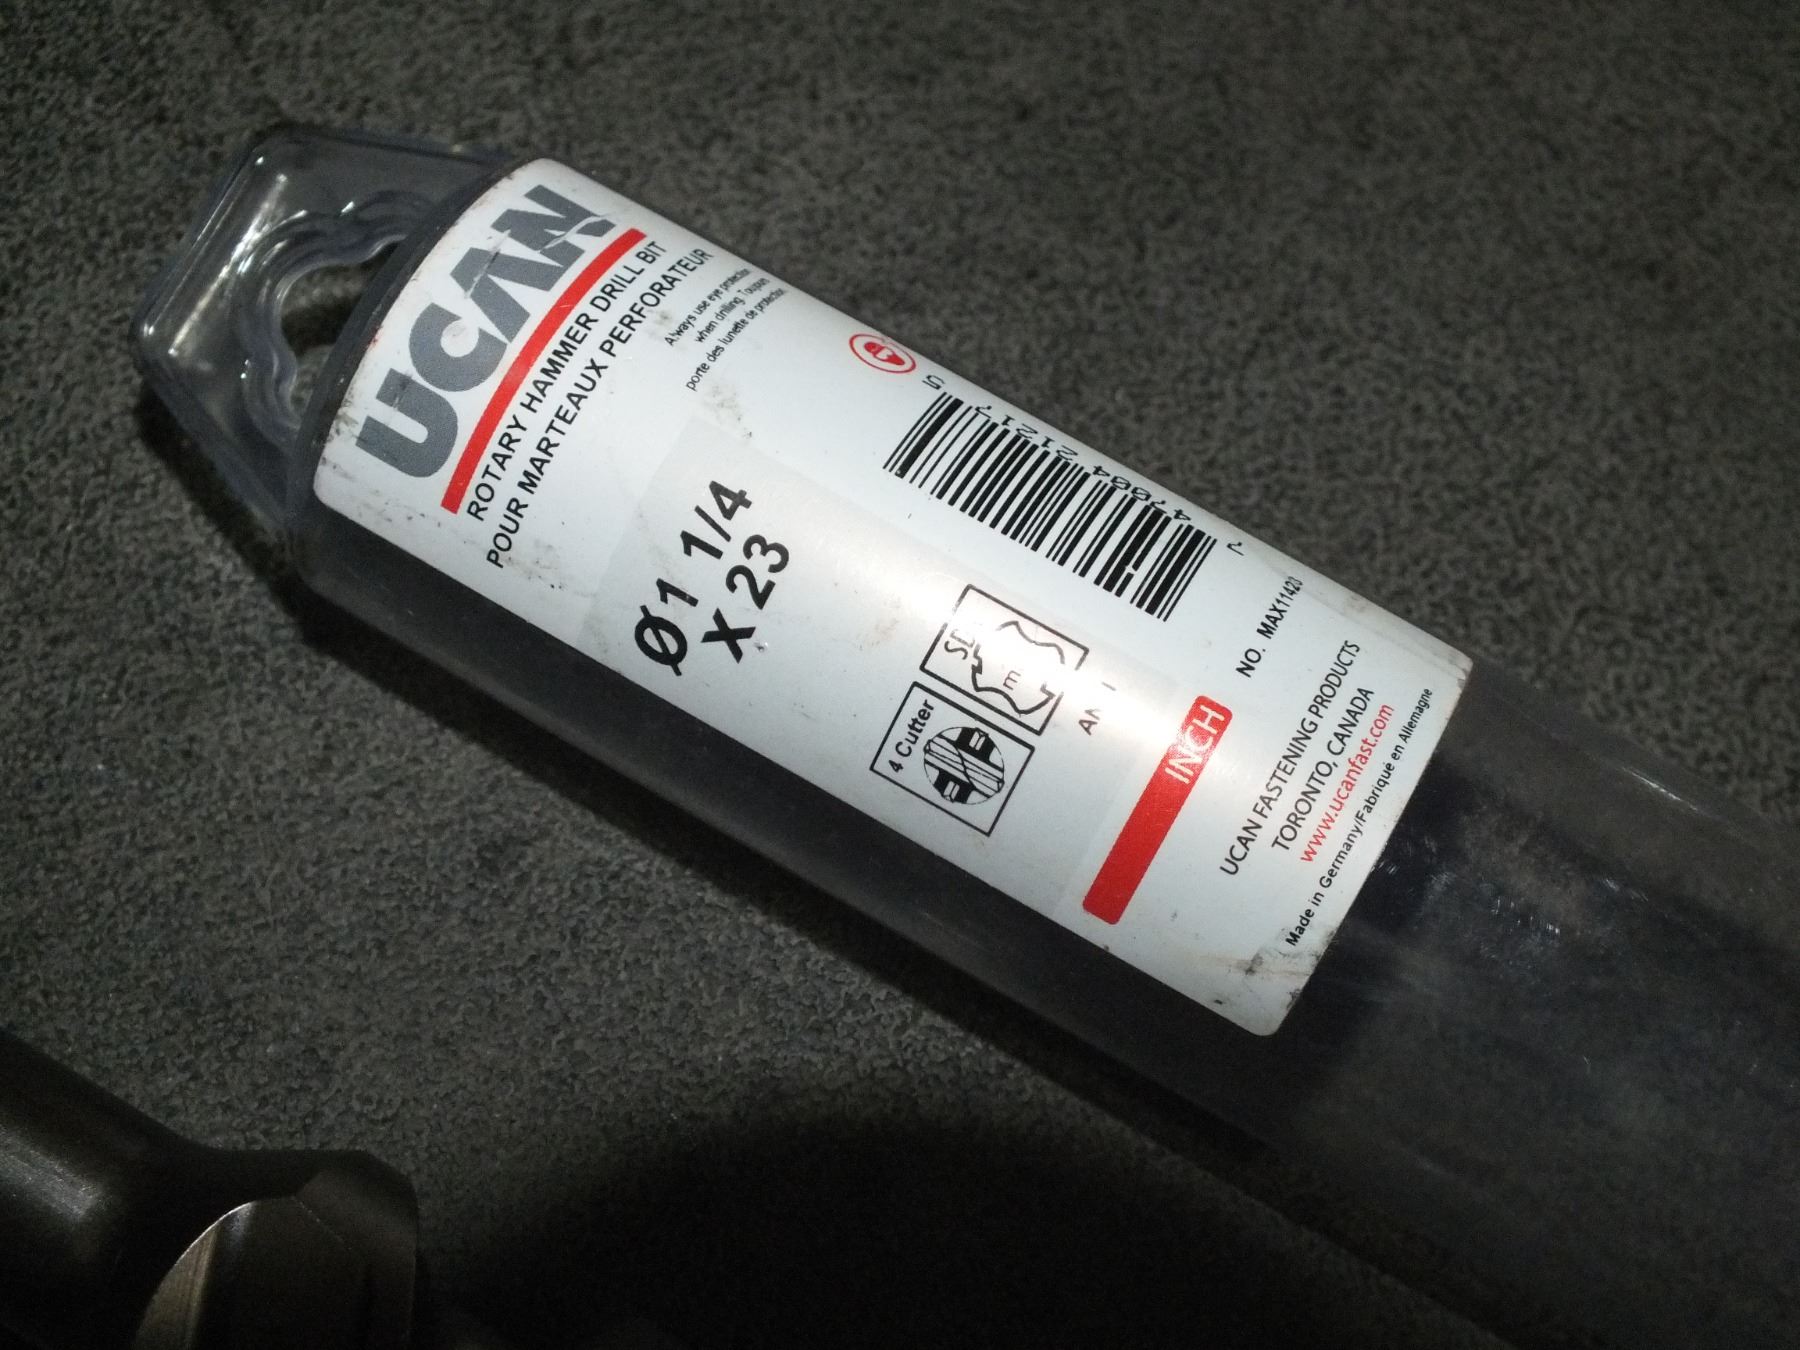 UCAN
ROTARY HAMMER DRILL BIT
POUR MARTEAUX PERFORATEUR
Always use eye protection
when drilling Toujours
porte des lunette de protection
Ø1 1/4
X 23
4 Cutter
INCH
NO. MAX11423
UCAN FASTENING PRODUCTS
TORONTO, CANADA
www.ucanfast.com
Made in Germany/Fabriqué en Allemagne